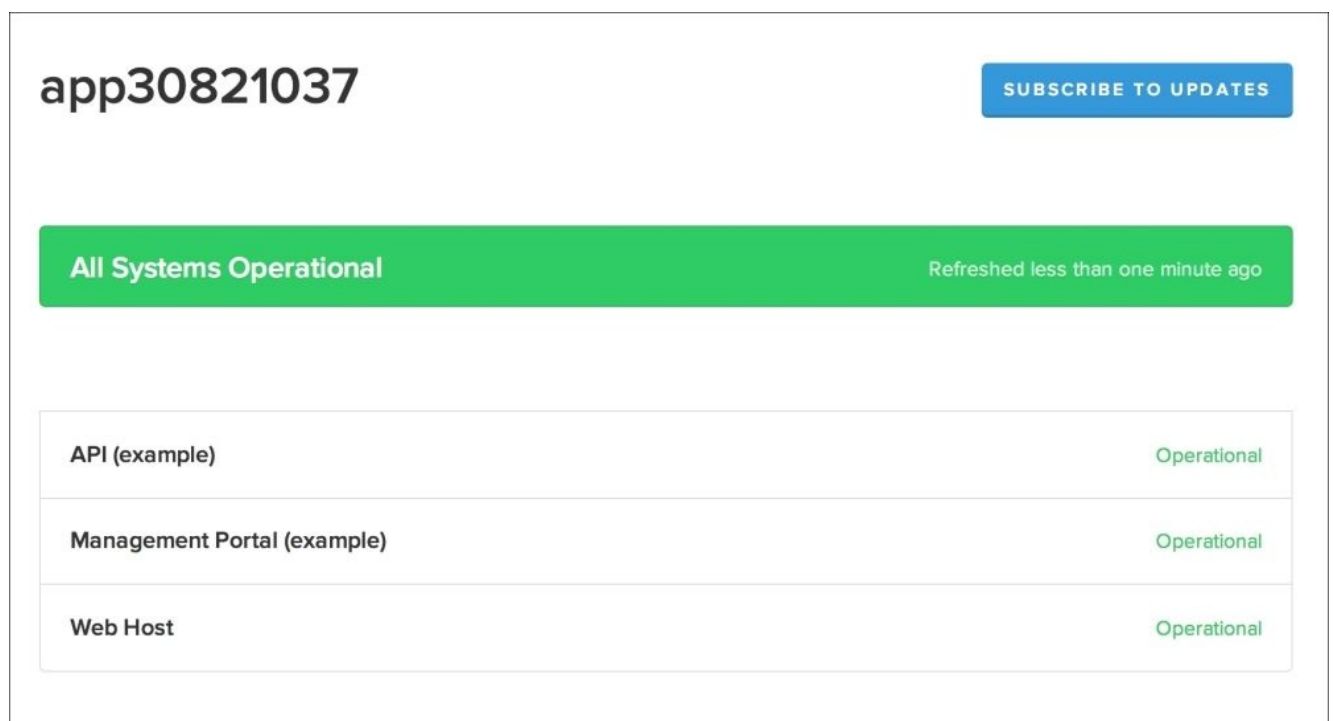 app30821037
SUBSCRIBE TO UPDATES
All Systems Operational
Refreshed less than one minute ago
API (example)
Operational
Management Portal (example)
Operational
Web Host
Operational